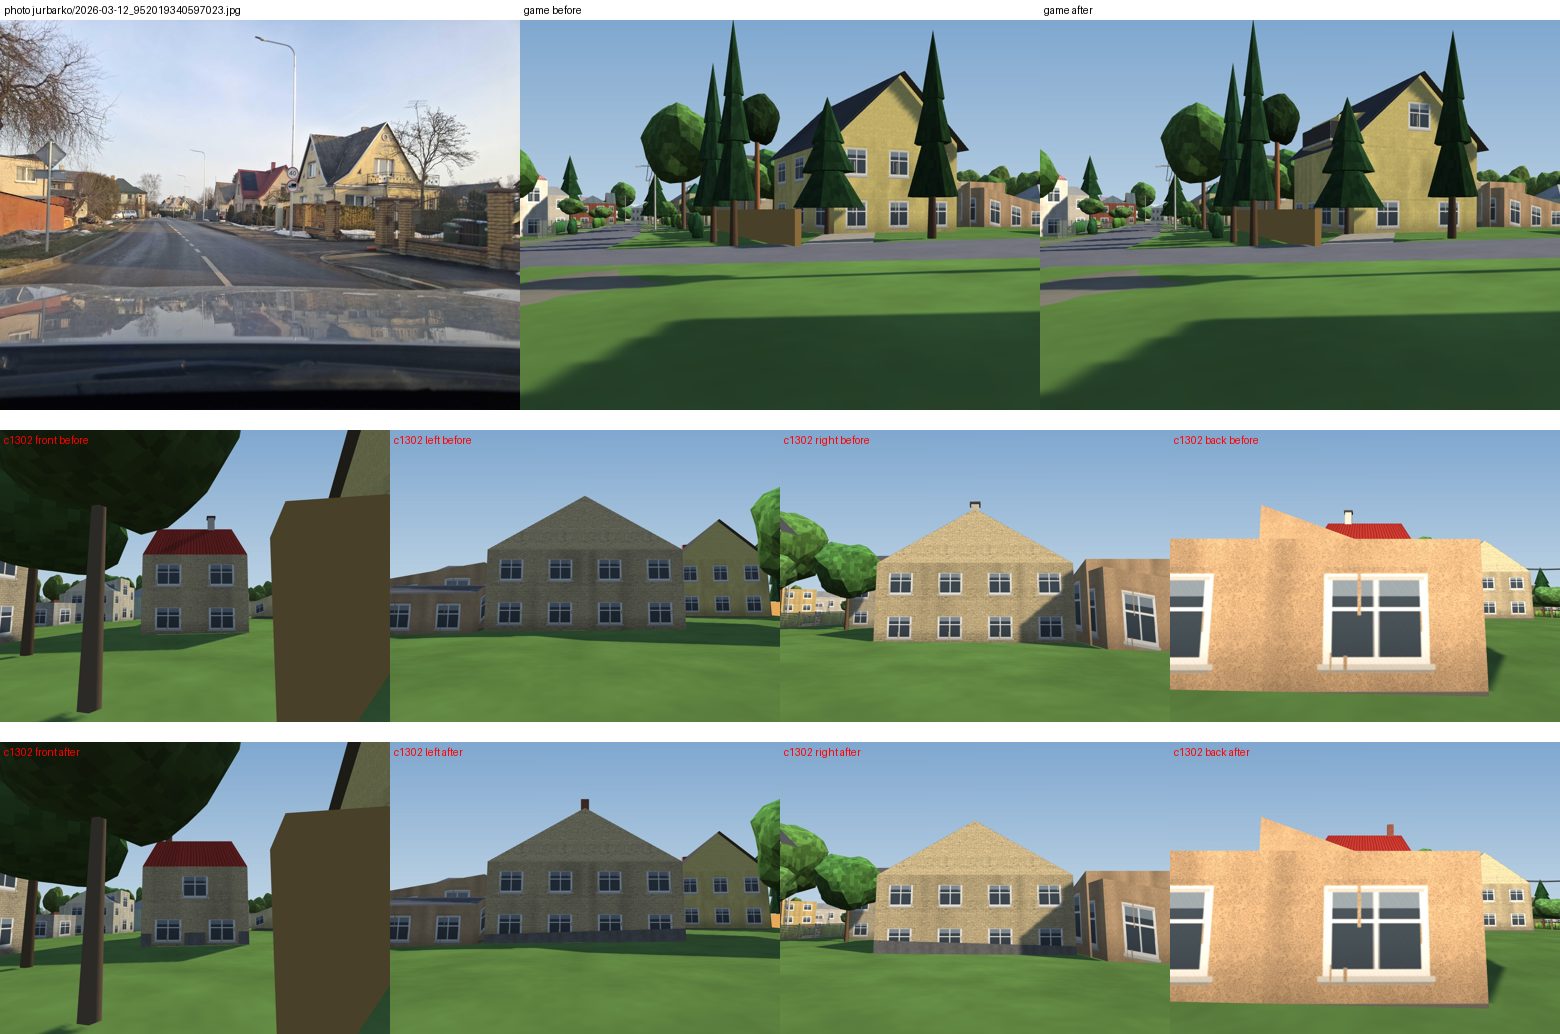 photo jurbarko/2026-03-12_952019340597023.jpg
game before
game after
c1302 front before
c1302 left before
c1302 right before
c1302 back before
c1302 front after
c1302 left after
c1302 right after
c1302 back after